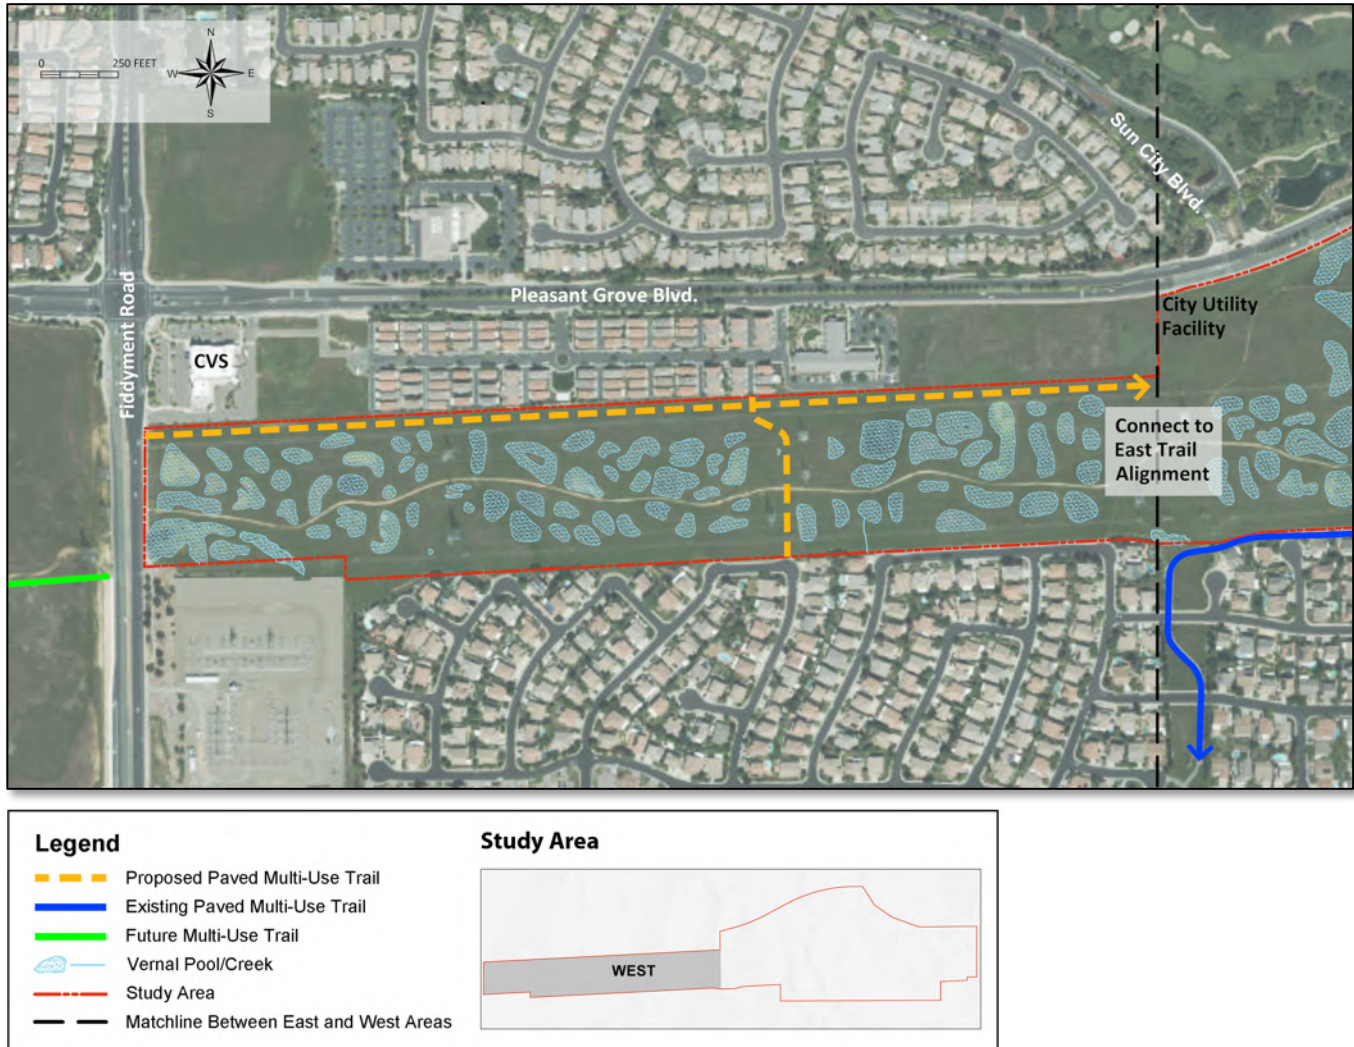 N
0 250 FEET
W E
S
Sun City Blvd.
Fiddyment Road
Pleasant Grove Blvd.
City Utility
Facility
CVS
Connect to
East Trail
Alignment
Legend
Proposed Paved Multi-Use Trail
Existing Paved Multi-Use Trail
Future Multi-Use Trail
Vernal Pool/Creek
Study Area
Matchline Between East and West Areas
Study Area
WEST